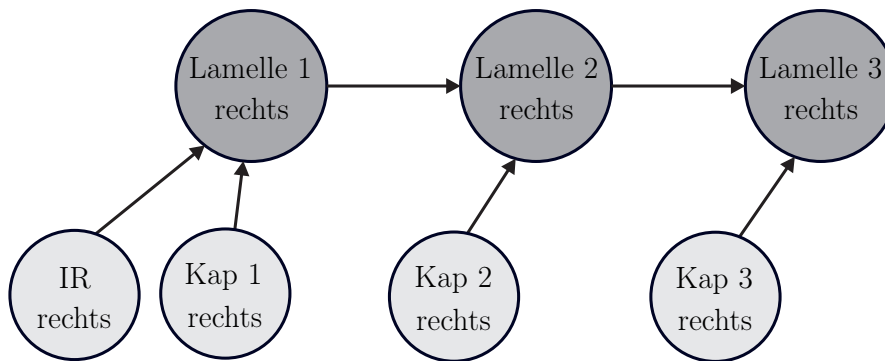 Lamelle 1
rechts
Lamelle 2
rechts
Lamelle 3
rechts
IR
rechts
Kap 1
rechts
Kap 2
rechts
Kap 3
rechts